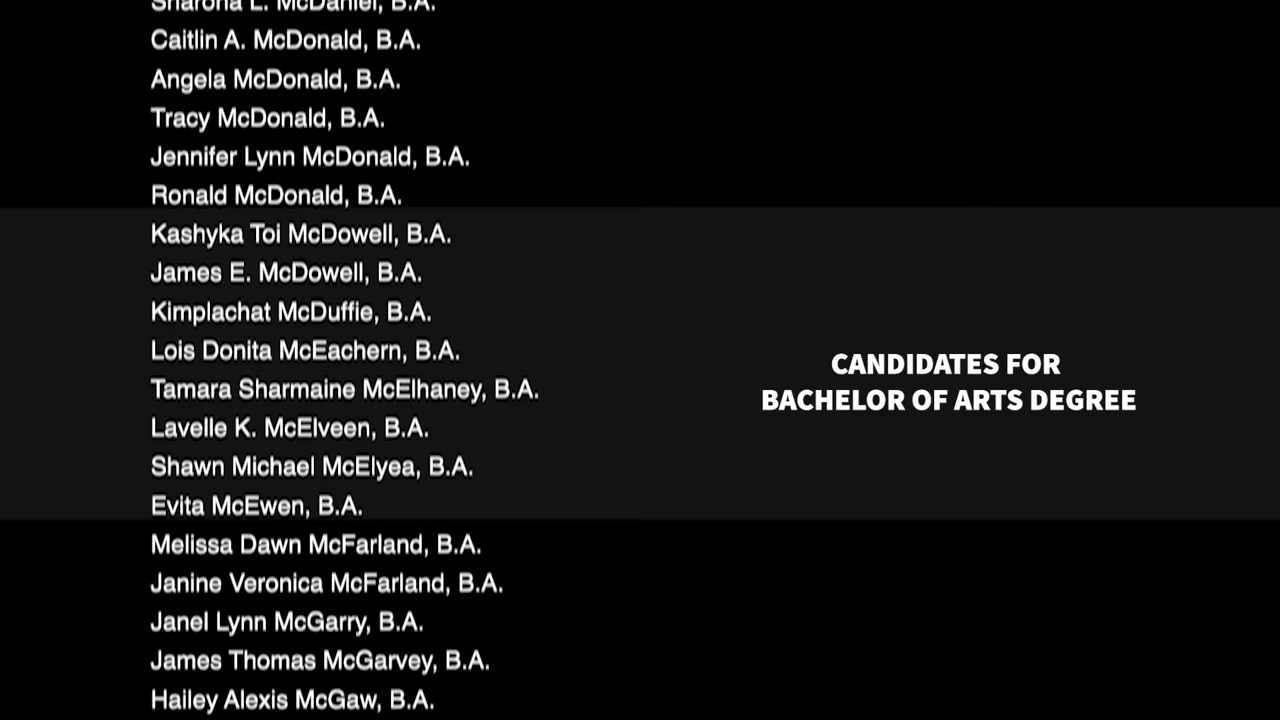 Sharona L. McDaniel, B.A.
Caitlin A. McDonald, B.A.
Angela McDonald, B.A.
Tracy McDonald, B.A.
Jennifer Lynn McDonald, B.A.
Ronald McDonald, B.A.
Kashyka Toi McDowell, B.A.
James E. McDowell, B.A.
Kimplachat McDuffie, B.A.
Lois Donita McEachern, B.A.
Tamara Sharmaine McElhaney, B.A.
Lavelle K. McElveen, B.A.
Shawn Michael McElyea, B.A.
Evita McEwen, B.A.
Melissa Dawn McFarland, B.A.
Janine Veronica McFarland, B.A.
Janel Lynn McGarry, B.A.
James Thomas McGarvey, B.A.
Hailey Alexis McGaw, B.A.
CANDIDATES FOR
BACHELOR OF ARTS DEGREE